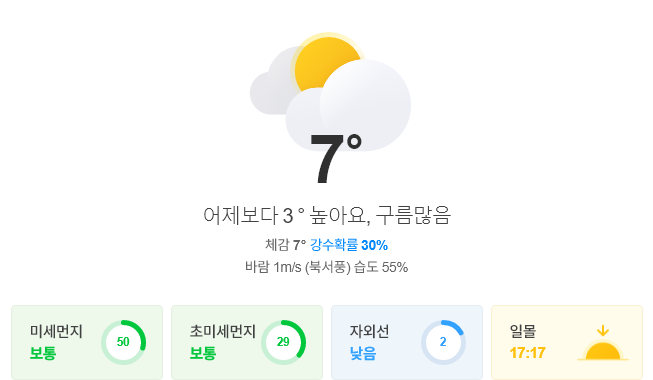 7°
어제보다 3° 높아요, 구름많음
체감 7° 강수확률 30%
바람 1m/s (북서풍) 습도 55%
미세먼지
보통
50
초미세먼지
보통
29
자외선
낮음
2
일몰
17:17